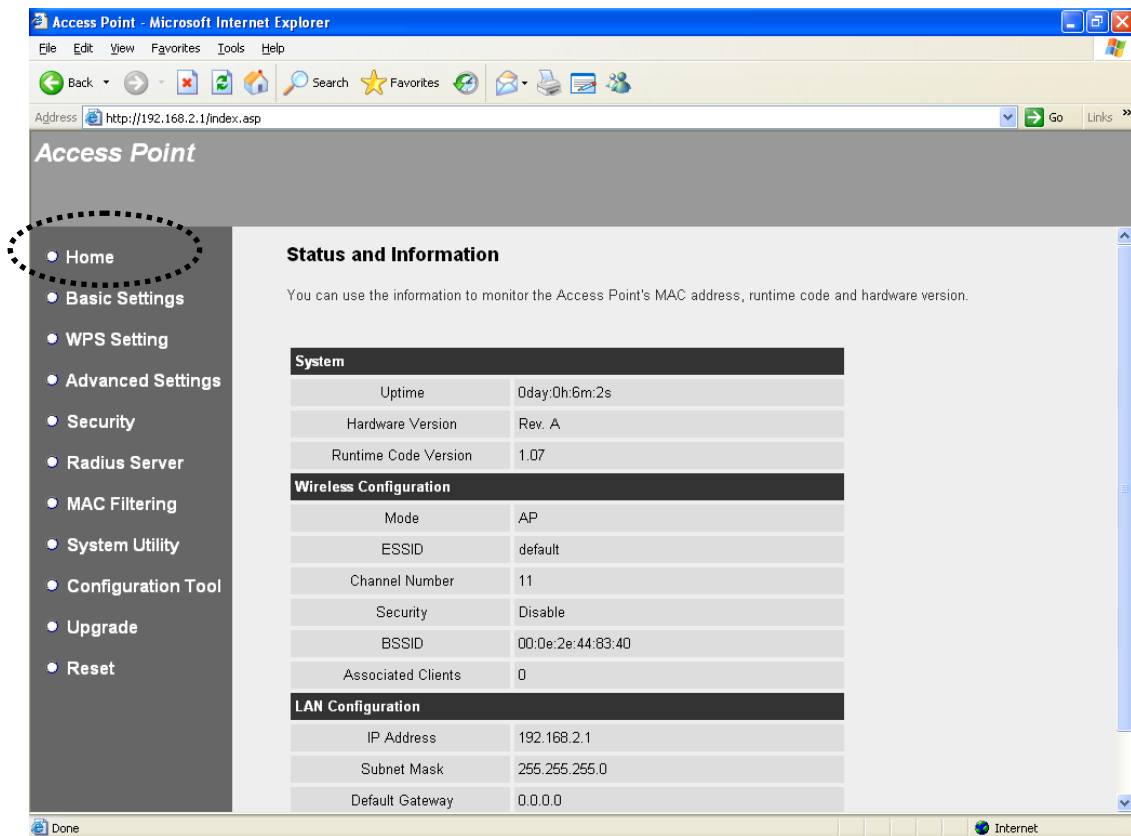 Access Point - Microsoft Internet Explorer
File Edit View Favorites Tools Help
Back Search Favorites
Address http://192.168.2.1/index.asp Go Links »
Access Point
Home
Basic Settings
WPS Setting
Advanced Settings
Security
Radius Server
MAC Filtering
System Utility
Configuration Tool
Upgrade
Reset
Status and Information
You can use the information to monitor the Access Point's MAC address, runtime code and hardware version.
System
Uptime 0day:0h:6m:2s
Hardware Version Rev. A
Runtime Code Version 1.07
Wireless Configuration
Mode AP
ESSID default
Channel Number 11
Security Disable
BSSID 00:0e:2e:44:83:40
Associated Clients 0
LAN Configuration
IP Address 192.168.2.1
Subnet Mask 255.255.255.0
Default Gateway 0.0.0.0
Done Internet